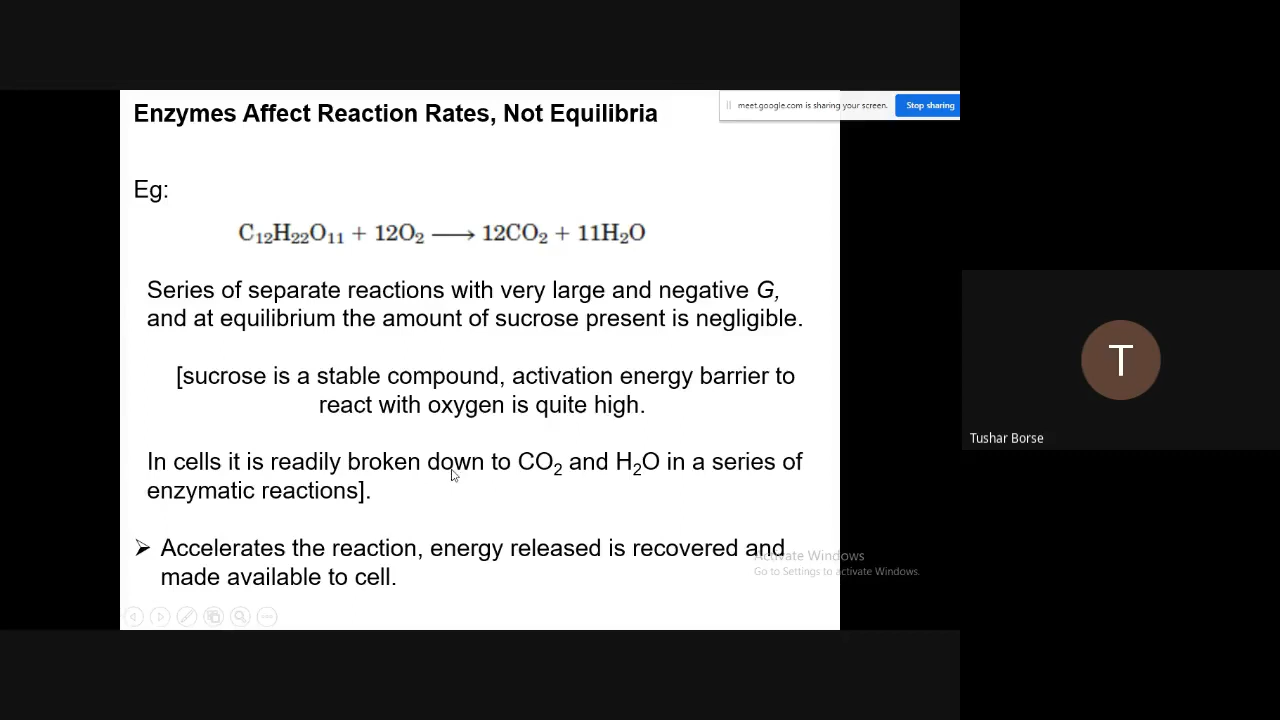 Enzymes Affect Reaction Rates, Not Equilibria
meet.google.com is sharing your screen.
Stop sharing
Eg:
C₁₂H₂₂O₁₁ + 12O₂ ⟶ 12CO₂ + 11H₂O
Series of separate reactions with very large and negative G,
and at equilibrium the amount of sucrose present is negligible.
[sucrose is a stable compound, activation energy barrier to
react with oxygen is quite high.
In cells it is readily broken down to CO₂ and H₂O in a series of
enzymatic reactions].
➢ Accelerates the reaction, energy released is recovered and
made available to cell.
Activate Windows
Go to Settings to activate Windows.
T
Tushar Borse